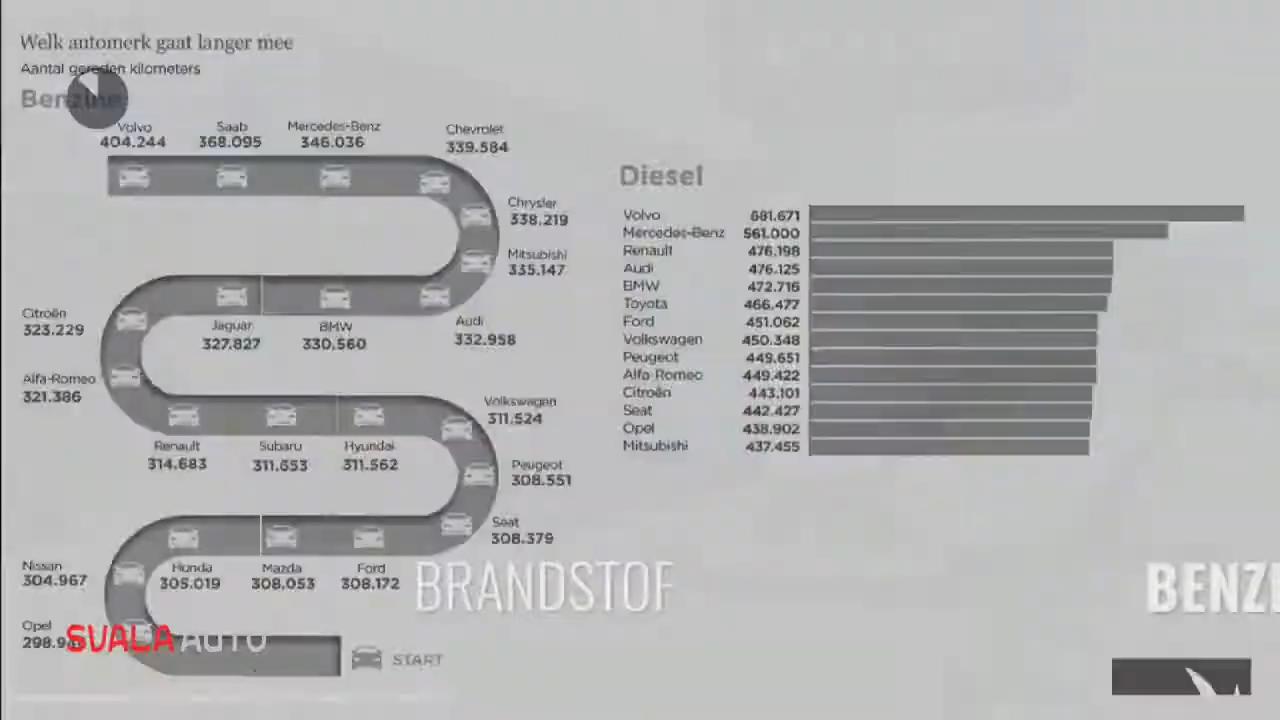 Welk automerk gaat langer mee
Aantal gereden kilometers
Benzine
Volvo
404.244
Saab
368.095
Mercedes-Benz
346.036
Chevrolet
339.584
Chrysler
338.219
Mitsubishi
335.147
Audi
332.958
BMW
330.560
Jaguar
327.827
Citroën
323.229
Alfa-Romeo
321.386
Renault
314.683
Subaru
311.653
Hyundai
311.562
Volkswagen
311.524
Peugeot
308.551
Seat
308.379
Ford
308.172
Mazda
308.053
Hunda
305.019
Nissan
304.967
Opel
START
Diesel
Volvo 681.671
Mercedes-Benz 561.000
Renault 476.198
Audi 476.125
BMW 472.716
Toyota 466.477
Ford 451.062
Volkswagen 450.348
Peugeot 449.651
Alfa-Romeo 449.422
Citroën 443.101
Seat 442.427
Opel 438.902
Mitsubishi 437.455
BRANDSTOF
BENZI
SVALA AUTO